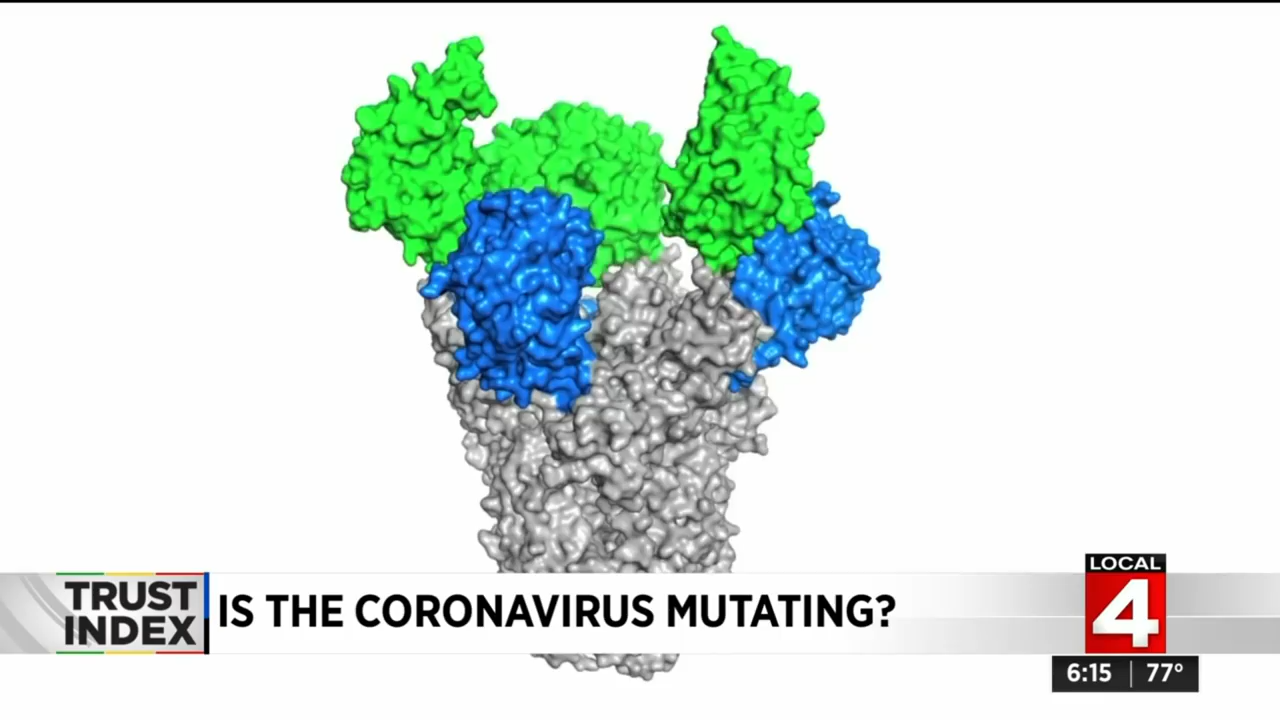 TRUST
INDEX
IS THE CORONAVIRUS MUTATING?
LOCAL
4
6:15 77°